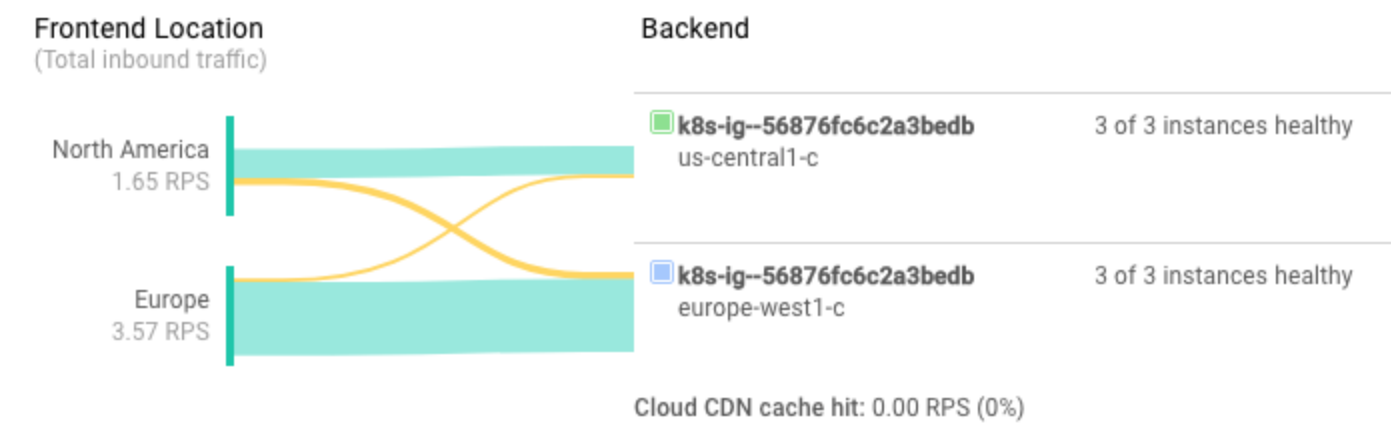 Frontend Location
(Total inbound traffic)
Backend
North America
1.65 RPS
k8s-ig--56876fc6c2a3bedb
us-central1-c
3 of 3 instances healthy
Europe
3.57 RPS
k8s-ig--56876fc6c2a3bedb
europe-west1-c
3 of 3 instances healthy
Cloud CDN cache hit: 0.00 RPS (0%)